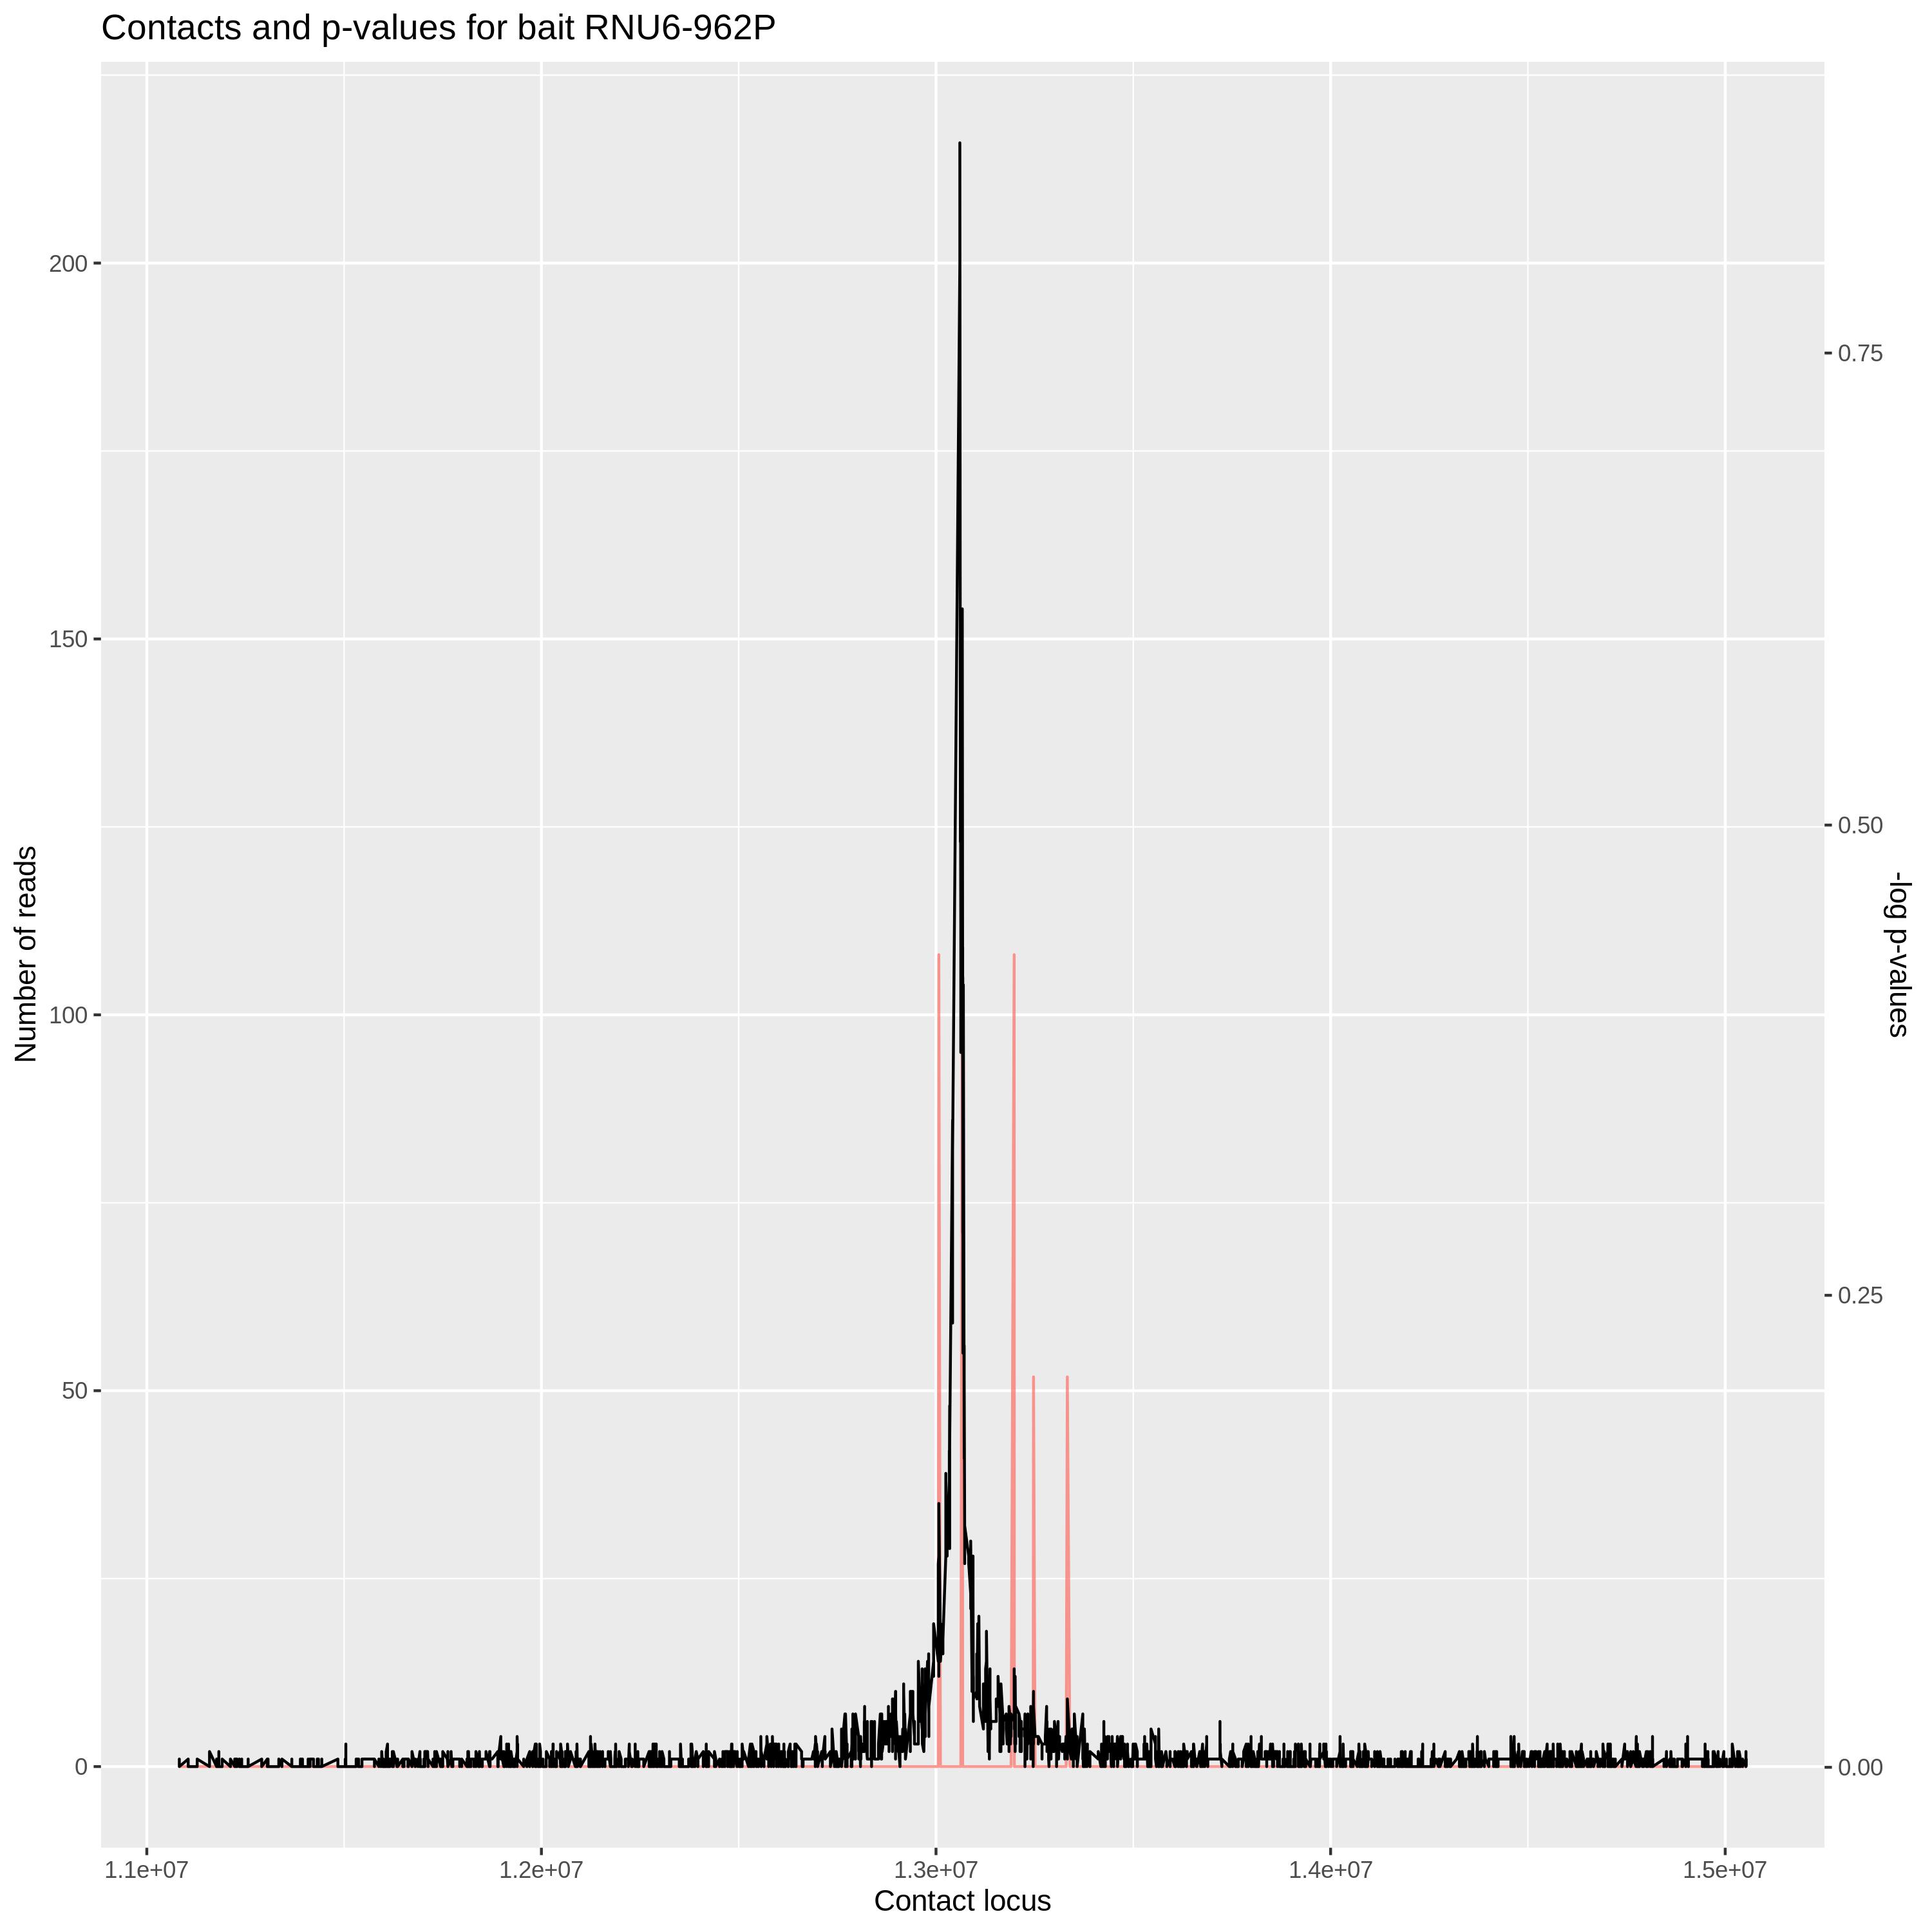 Contacts and p-values for bait RNU6-962P
200
150
100
50
0
Number of reads
0.75
0.50
0.25
0.00
-log p-values
1.1e+07
1.2e+07
1.3e+07
1.4e+07
1.5e+07
Contact locus